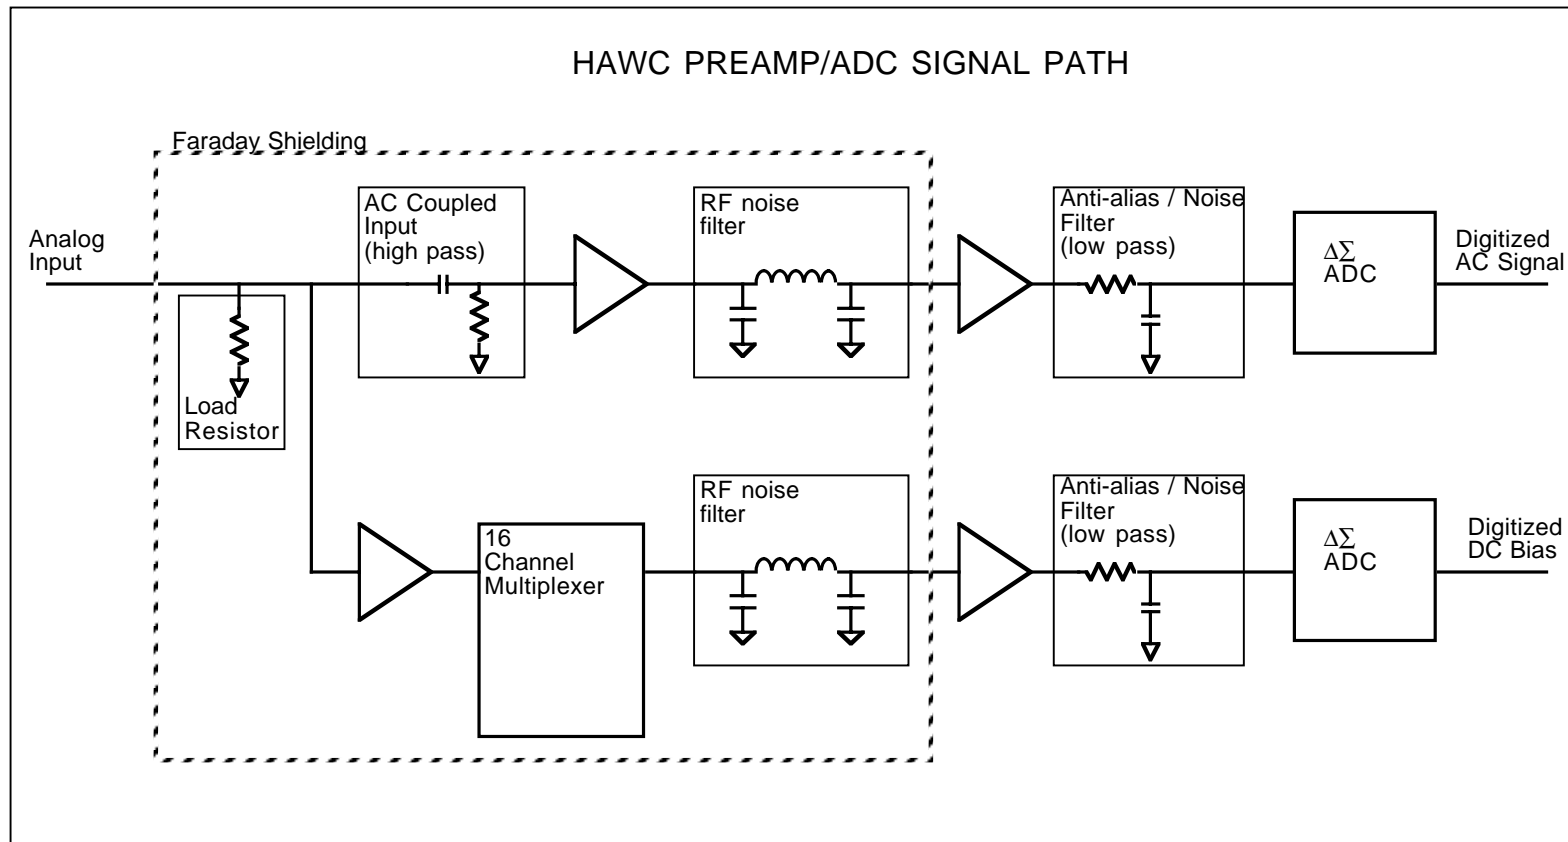 HAWC PREAMP/ADC SIGNAL PATH
Faraday Shielding
Analog
Input
AC Coupled
Input
(high pass)
RF noise
filter
Anti-alias / Noise
Filter
(low pass)
ΔΣ
ADC
Digitized
AC Signal
Load
Resistor
16
Channel
Multiplexer
RF noise
filter
Anti-alias / Noise
Filter
(low pass)
ΔΣ
ADC
Digitized
DC Bias